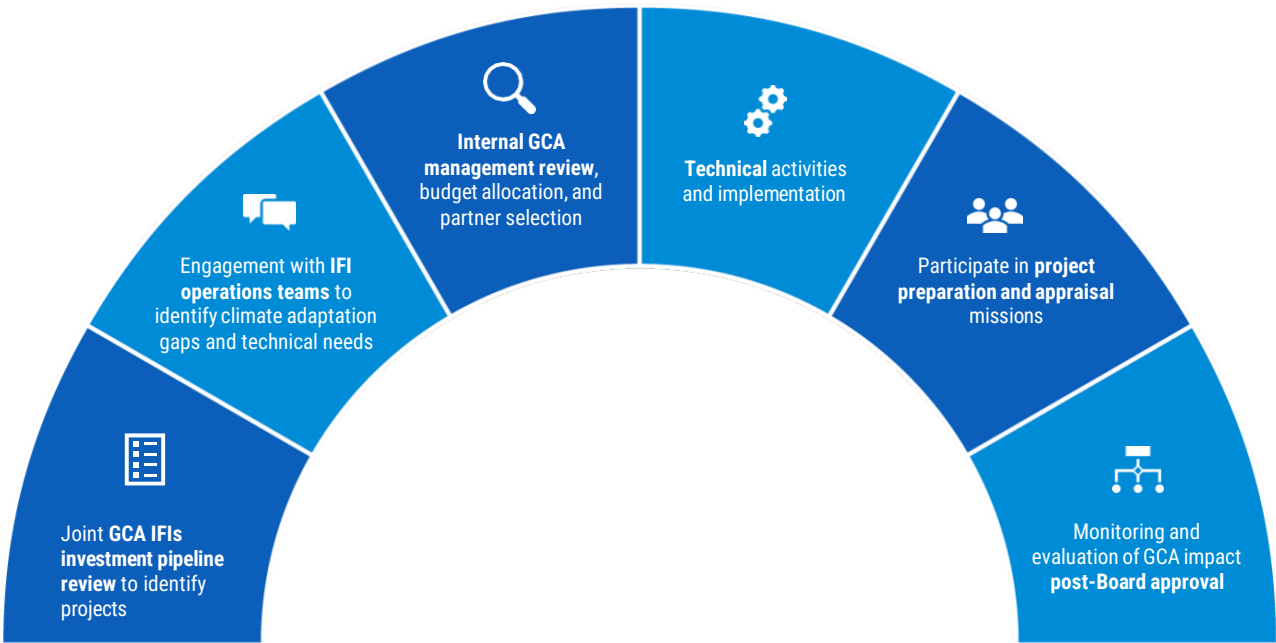 Joint GCA IFIs
investment pipeline
review to identify
projects
Engagement with IFI
operations teams to
identify climate adaptation
gaps and technical needs
Internal GCA
management review,
budget allocation, and
partner selection
Technical activities
and implementation
Participate in project
preparation and appraisal
missions
Monitoring and
evaluation of GCA impact
post-Board approval